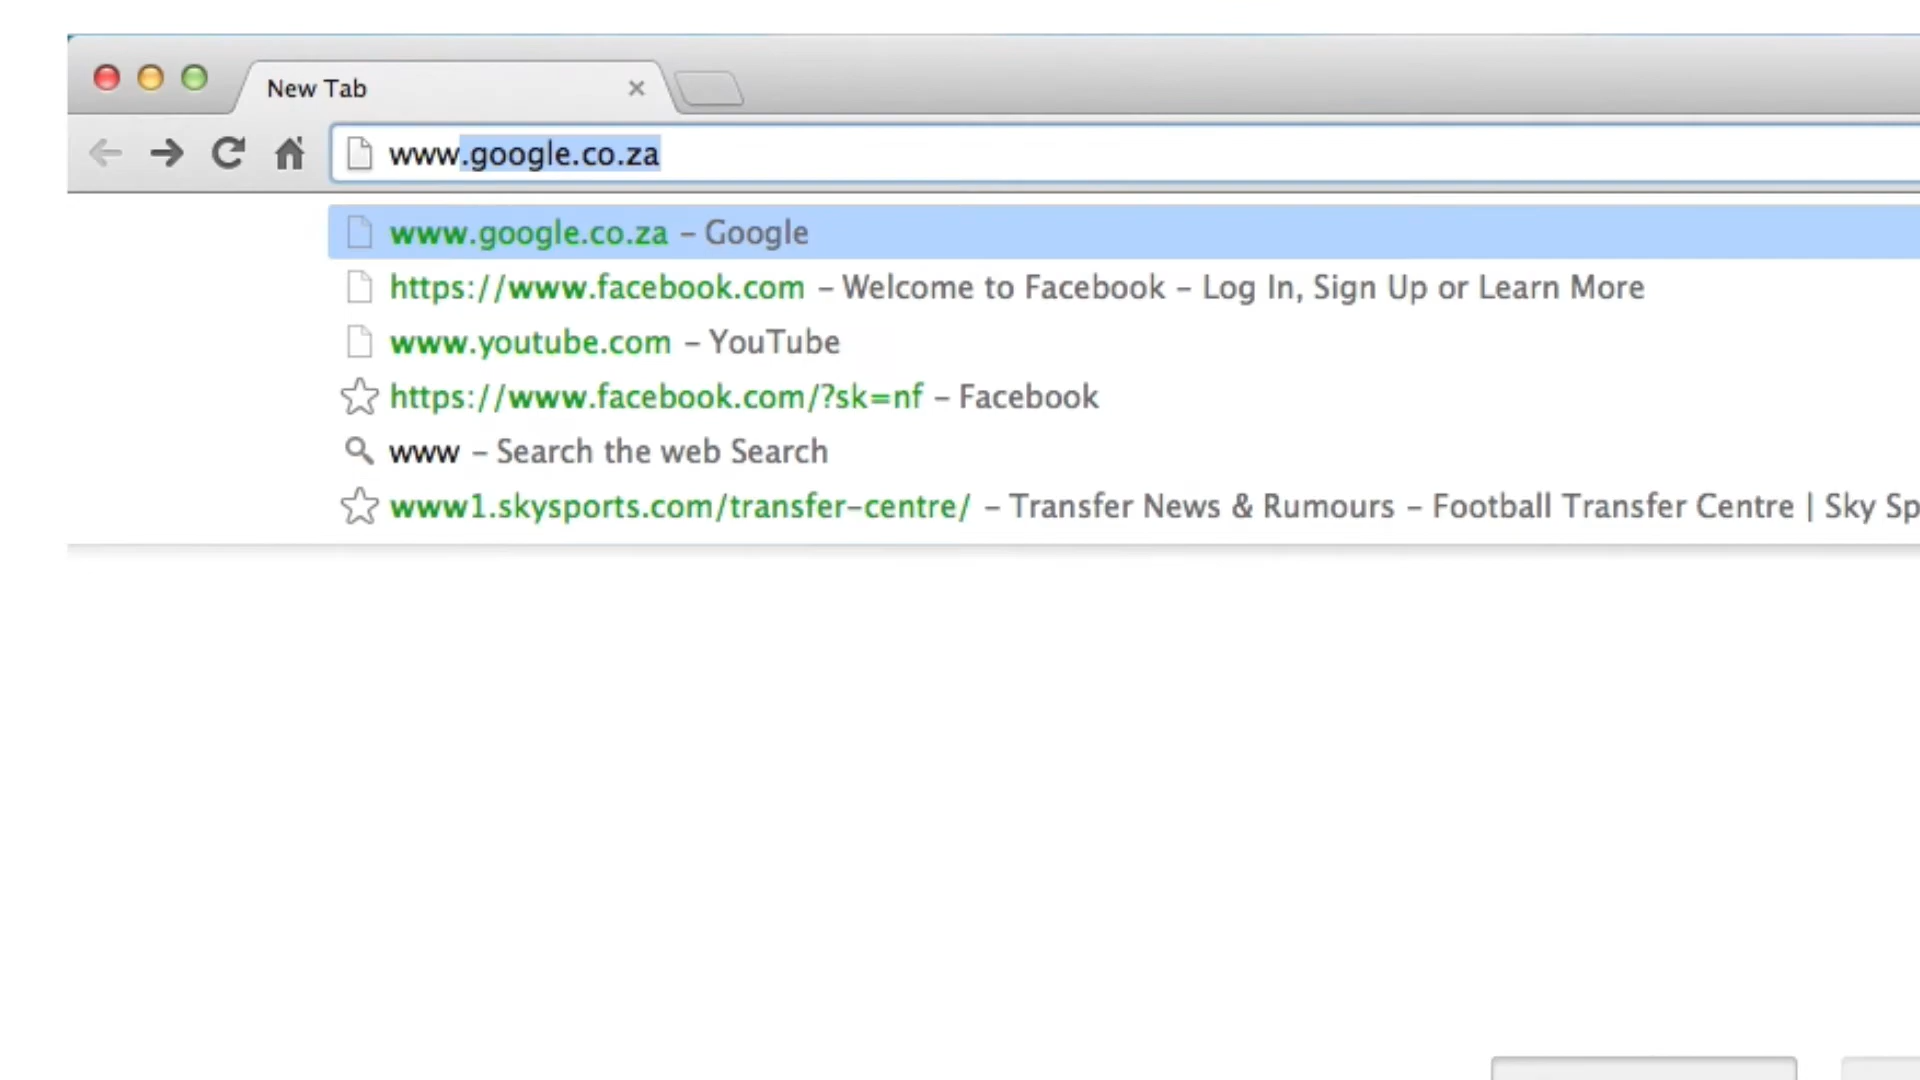 New Tab
www.google.co.za
www.google.co.za – Google
https://www.facebook.com – Welcome to Facebook – Log In, Sign Up or Learn More
www.youtube.com – YouTube
https://www.facebook.com/?sk=nf – Facebook
www – Search the web Search
www1.skysports.com/transfer-centre/ – Transfer News & Rumours – Football Transfer Centre | Sky Sp